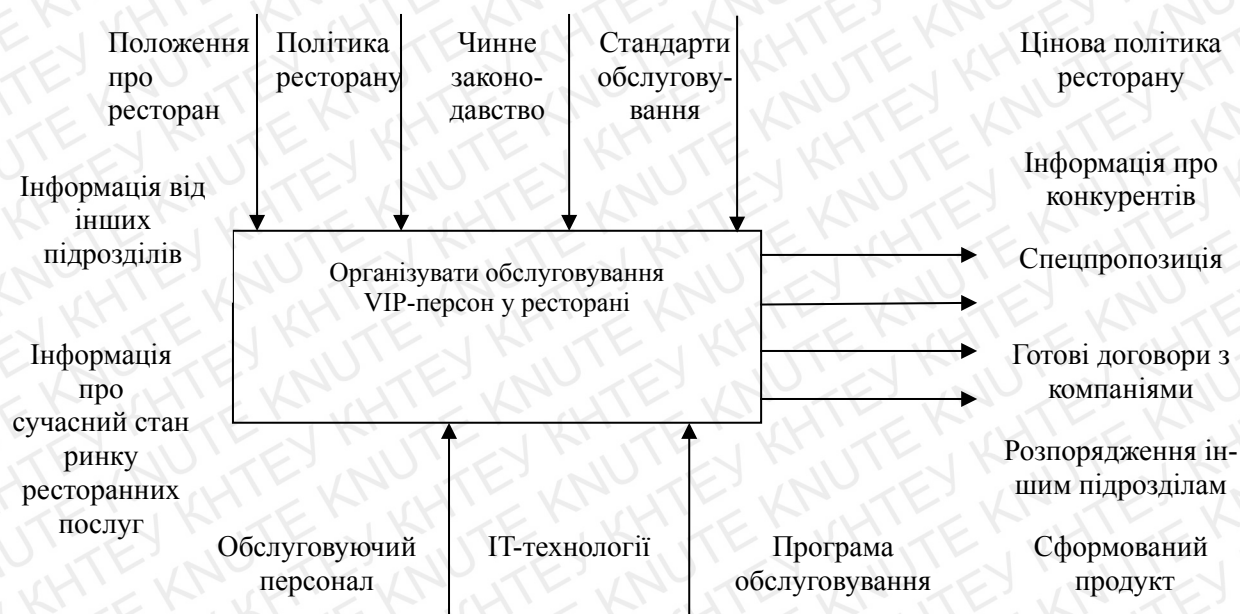 Положення
про
ресторан
Політика
ресторану
Чинне
законо-
давство
Стандарти
обслугову-
вання
Цінова політика
ресторану
Інформація від
інших
підрозділів
Інформація про
конкурентів
Організувати обслуговування
VIP-персон у ресторані
Спецпропозиція
Інформація
про
сучасний стан
ринку
ресторанних
послуг
Готові договори з
компаніями
Розпорядження ін-
шим підрозділам
Обслуговуючий
персонал
ІТ-технології
Програма
обслуговування
Сформований
продукт